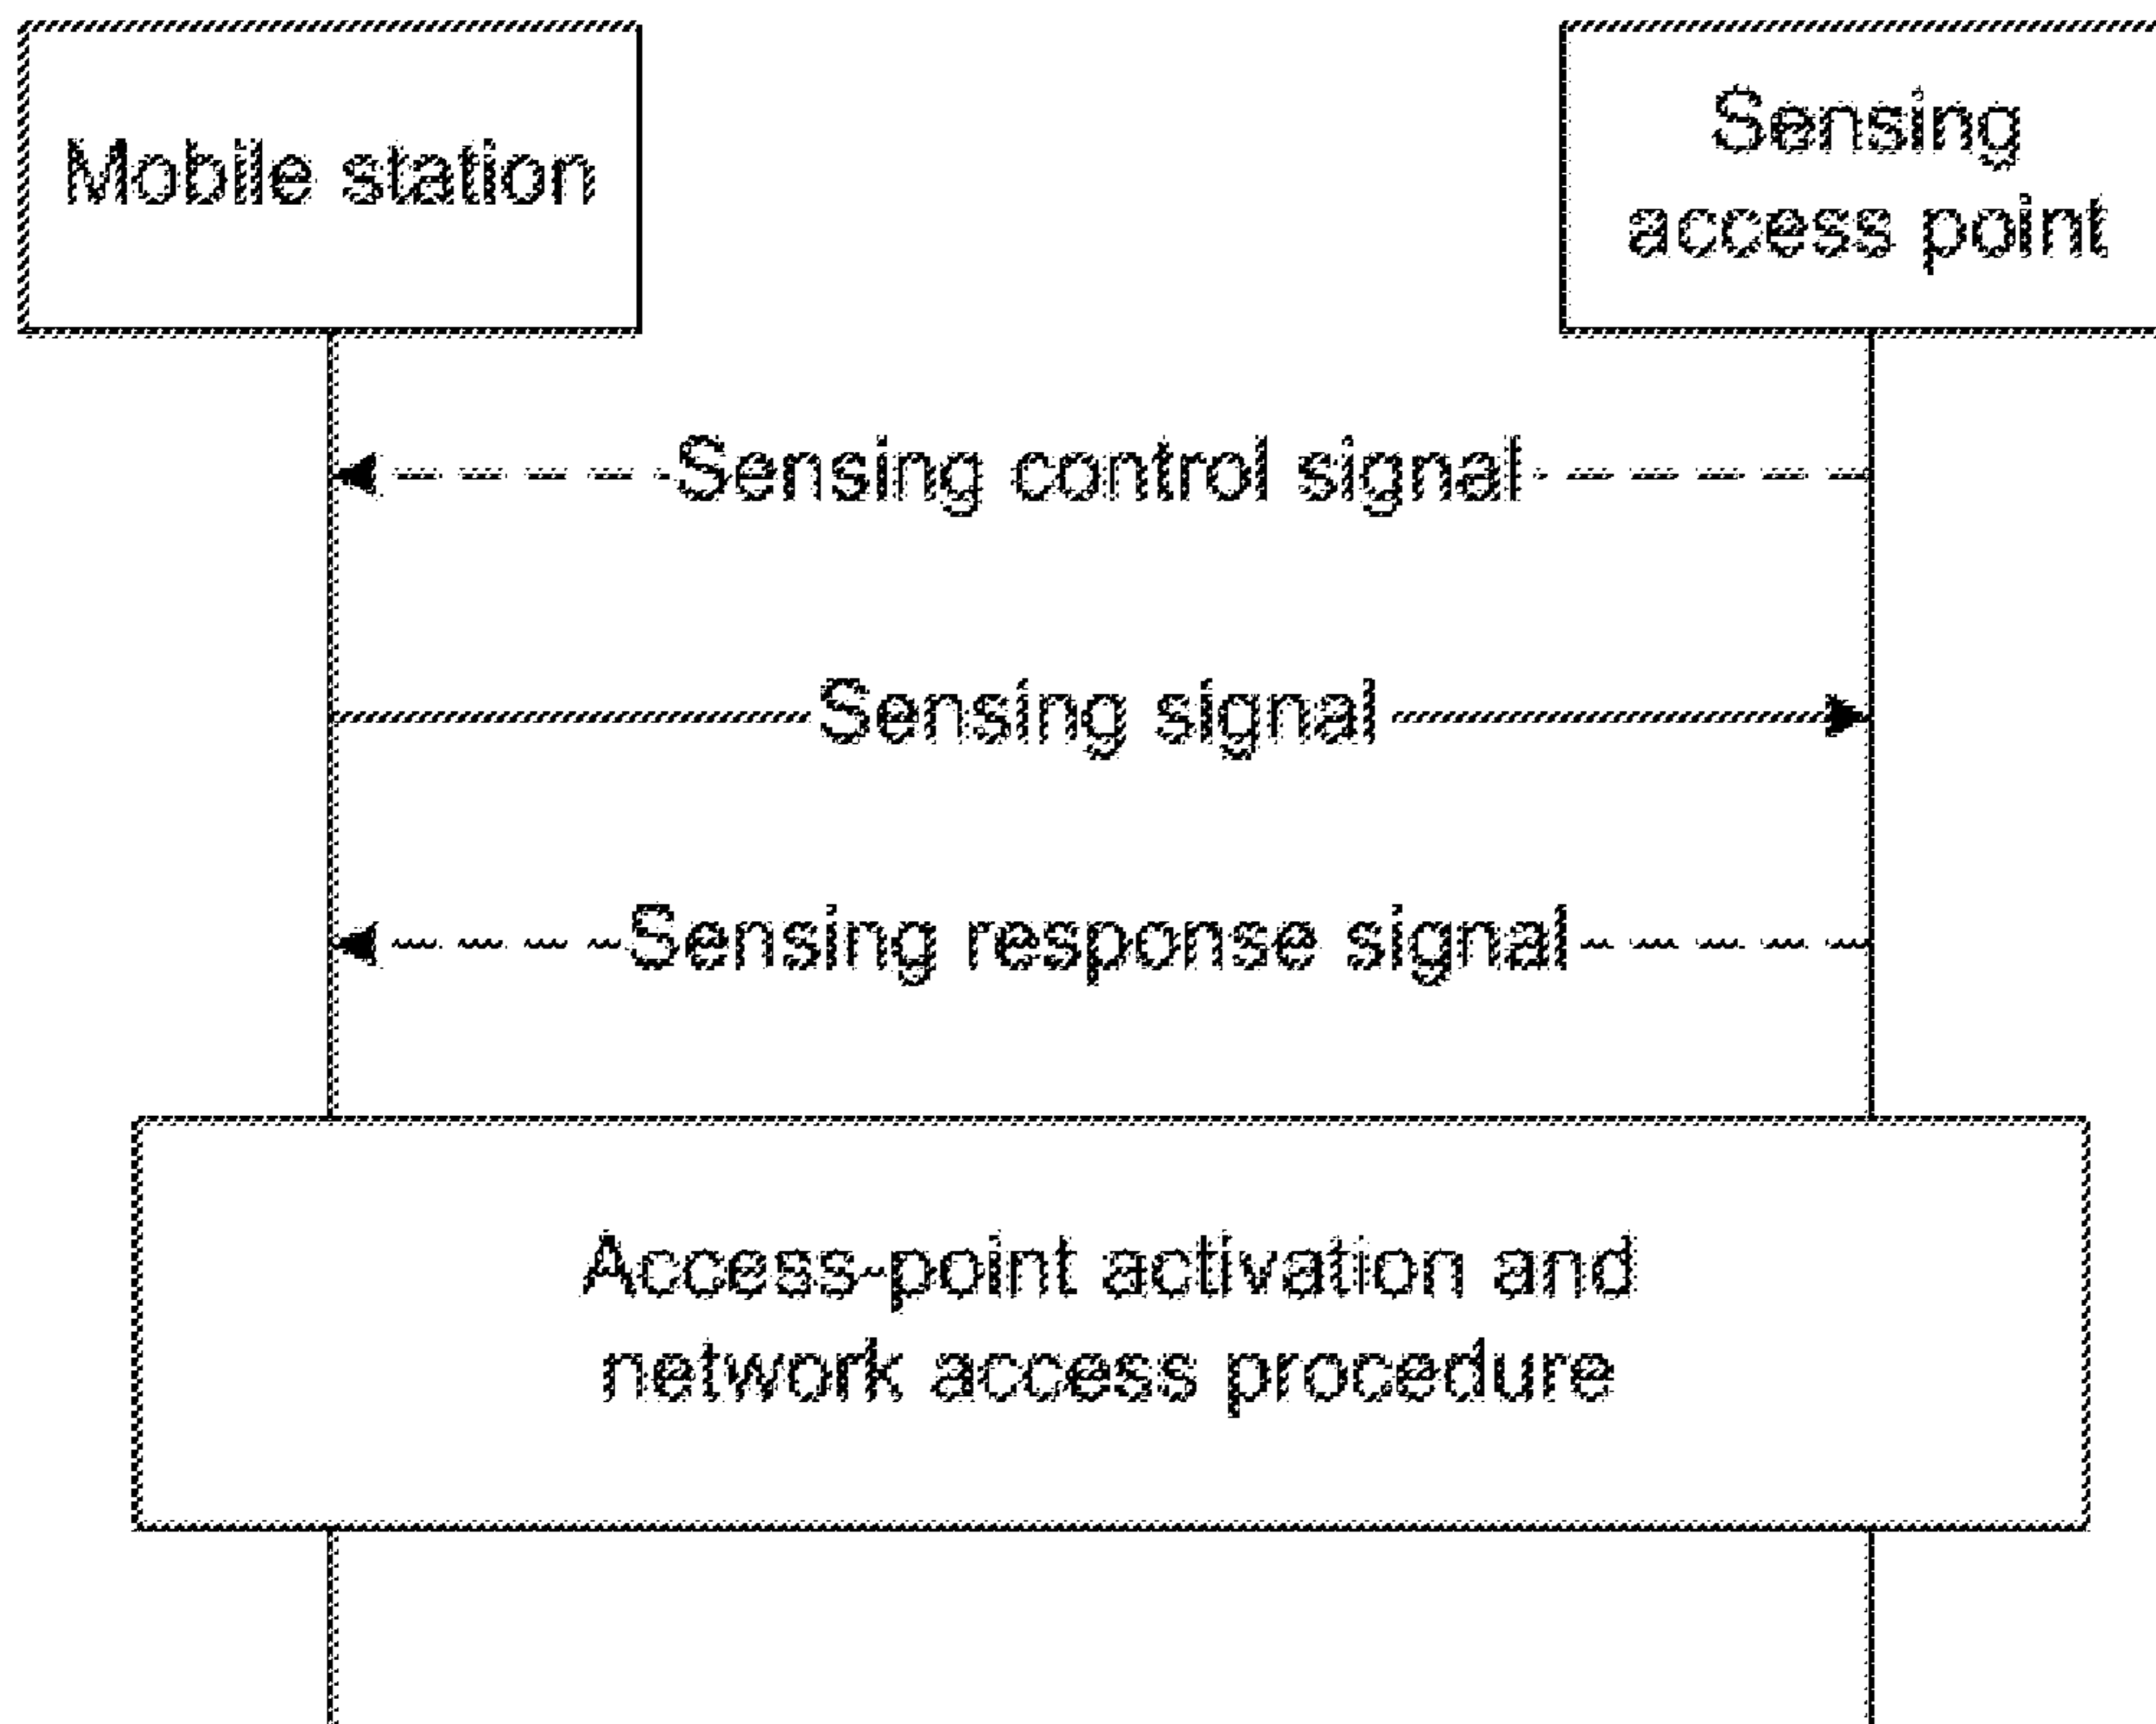 Mobile station
Sensing
access point
Sensing control signal
Sensing signal
Sensing response signal
Access-point activation and
network access procedure